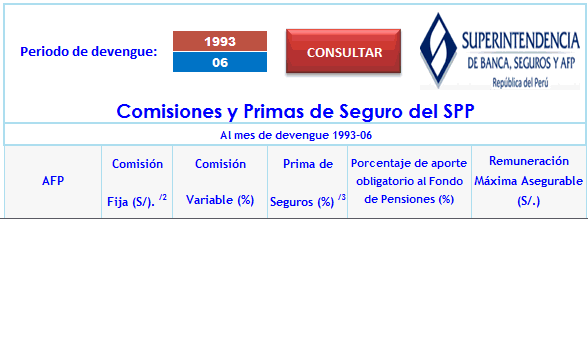 Periodo de devengue:
1993
06
CONSULTAR
SUPERINTENDENCIA
DE BANCA, SEGUROS Y AFP
República del Perú
Comisiones y Primas de Seguro del SPP
Al mes de devengue 1993-06
AFP
Comisión
Fija (S/). /2
Comisión
Variable (%)
Prima de
Seguros (%) /3
Porcentaje de aporte
obligatorio al Fondo
de Pensiones (%)
Remuneración
Máxima Asegurable
(S/.)